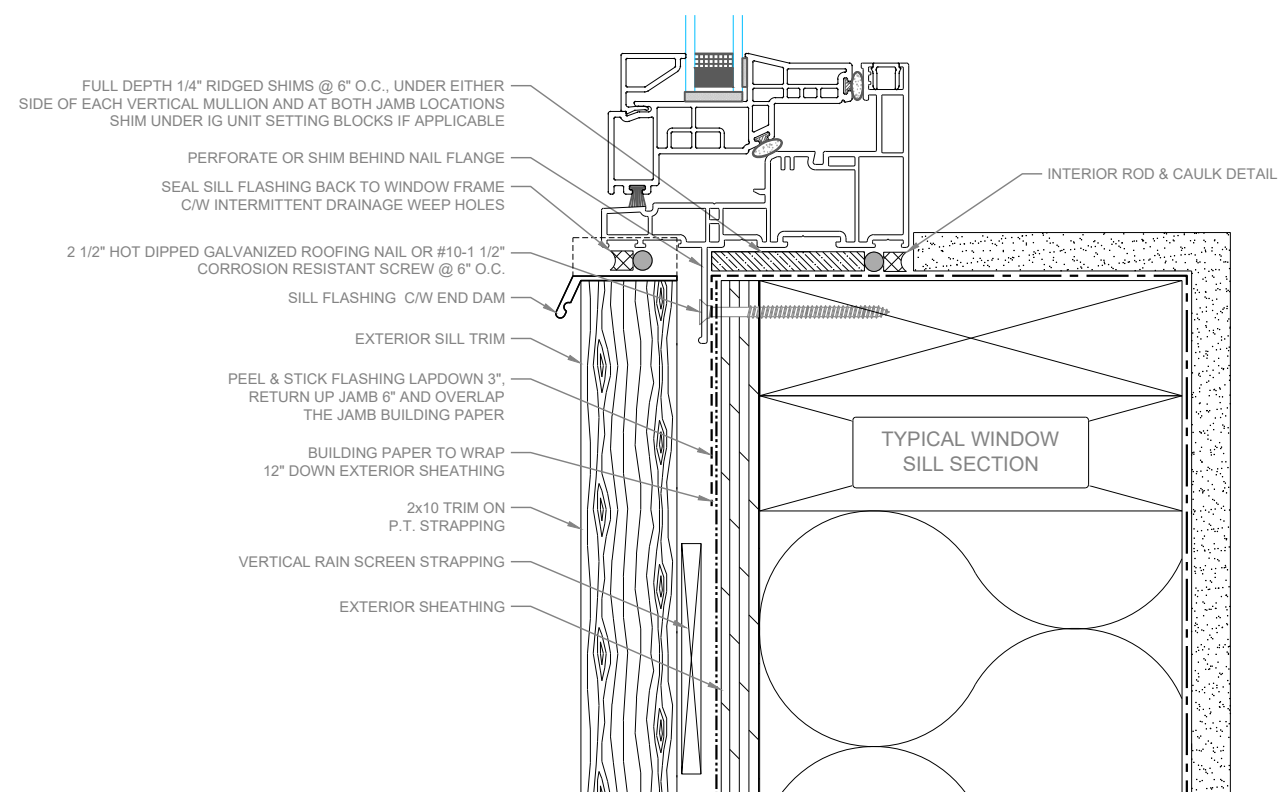 FULL DEPTH 1/4" RIDGED SHIMS @ 6" O.C., UNDER EITHER
SIDE OF EACH VERTICAL MULLION AND AT BOTH JAMB LOCATIONS
SHIM UNDER IG UNIT SETTING BLOCKS IF APPLICABLE
PERFORATE OR SHIM BEHIND NAIL FLANGE
SEAL SILL FLASHING BACK TO WINDOW FRAME
C/W INTERMITTENT DRAINAGE WEEP HOLES
2 1/2" HOT DIPPED GALVANIZED ROOFING NAIL OR #10-1 1/2"
CORROSION RESISTANT SCREW @ 6" O.C.
SILL FLASHING C/W END DAM
EXTERIOR SILL TRIM
PEEL & STICK FLASHING LAPDOWN 3",
RETURN UP JAMB 6" AND OVERLAP
THE JAMB BUILDING PAPER
BUILDING PAPER TO WRAP
12" DOWN EXTERIOR SHEATHING
2x10 TRIM ON
P.T. STRAPPING
VERTICAL RAIN SCREEN STRAPPING
EXTERIOR SHEATHING
INTERIOR ROD & CAULK DETAIL
TYPICAL WINDOW
SILL SECTION